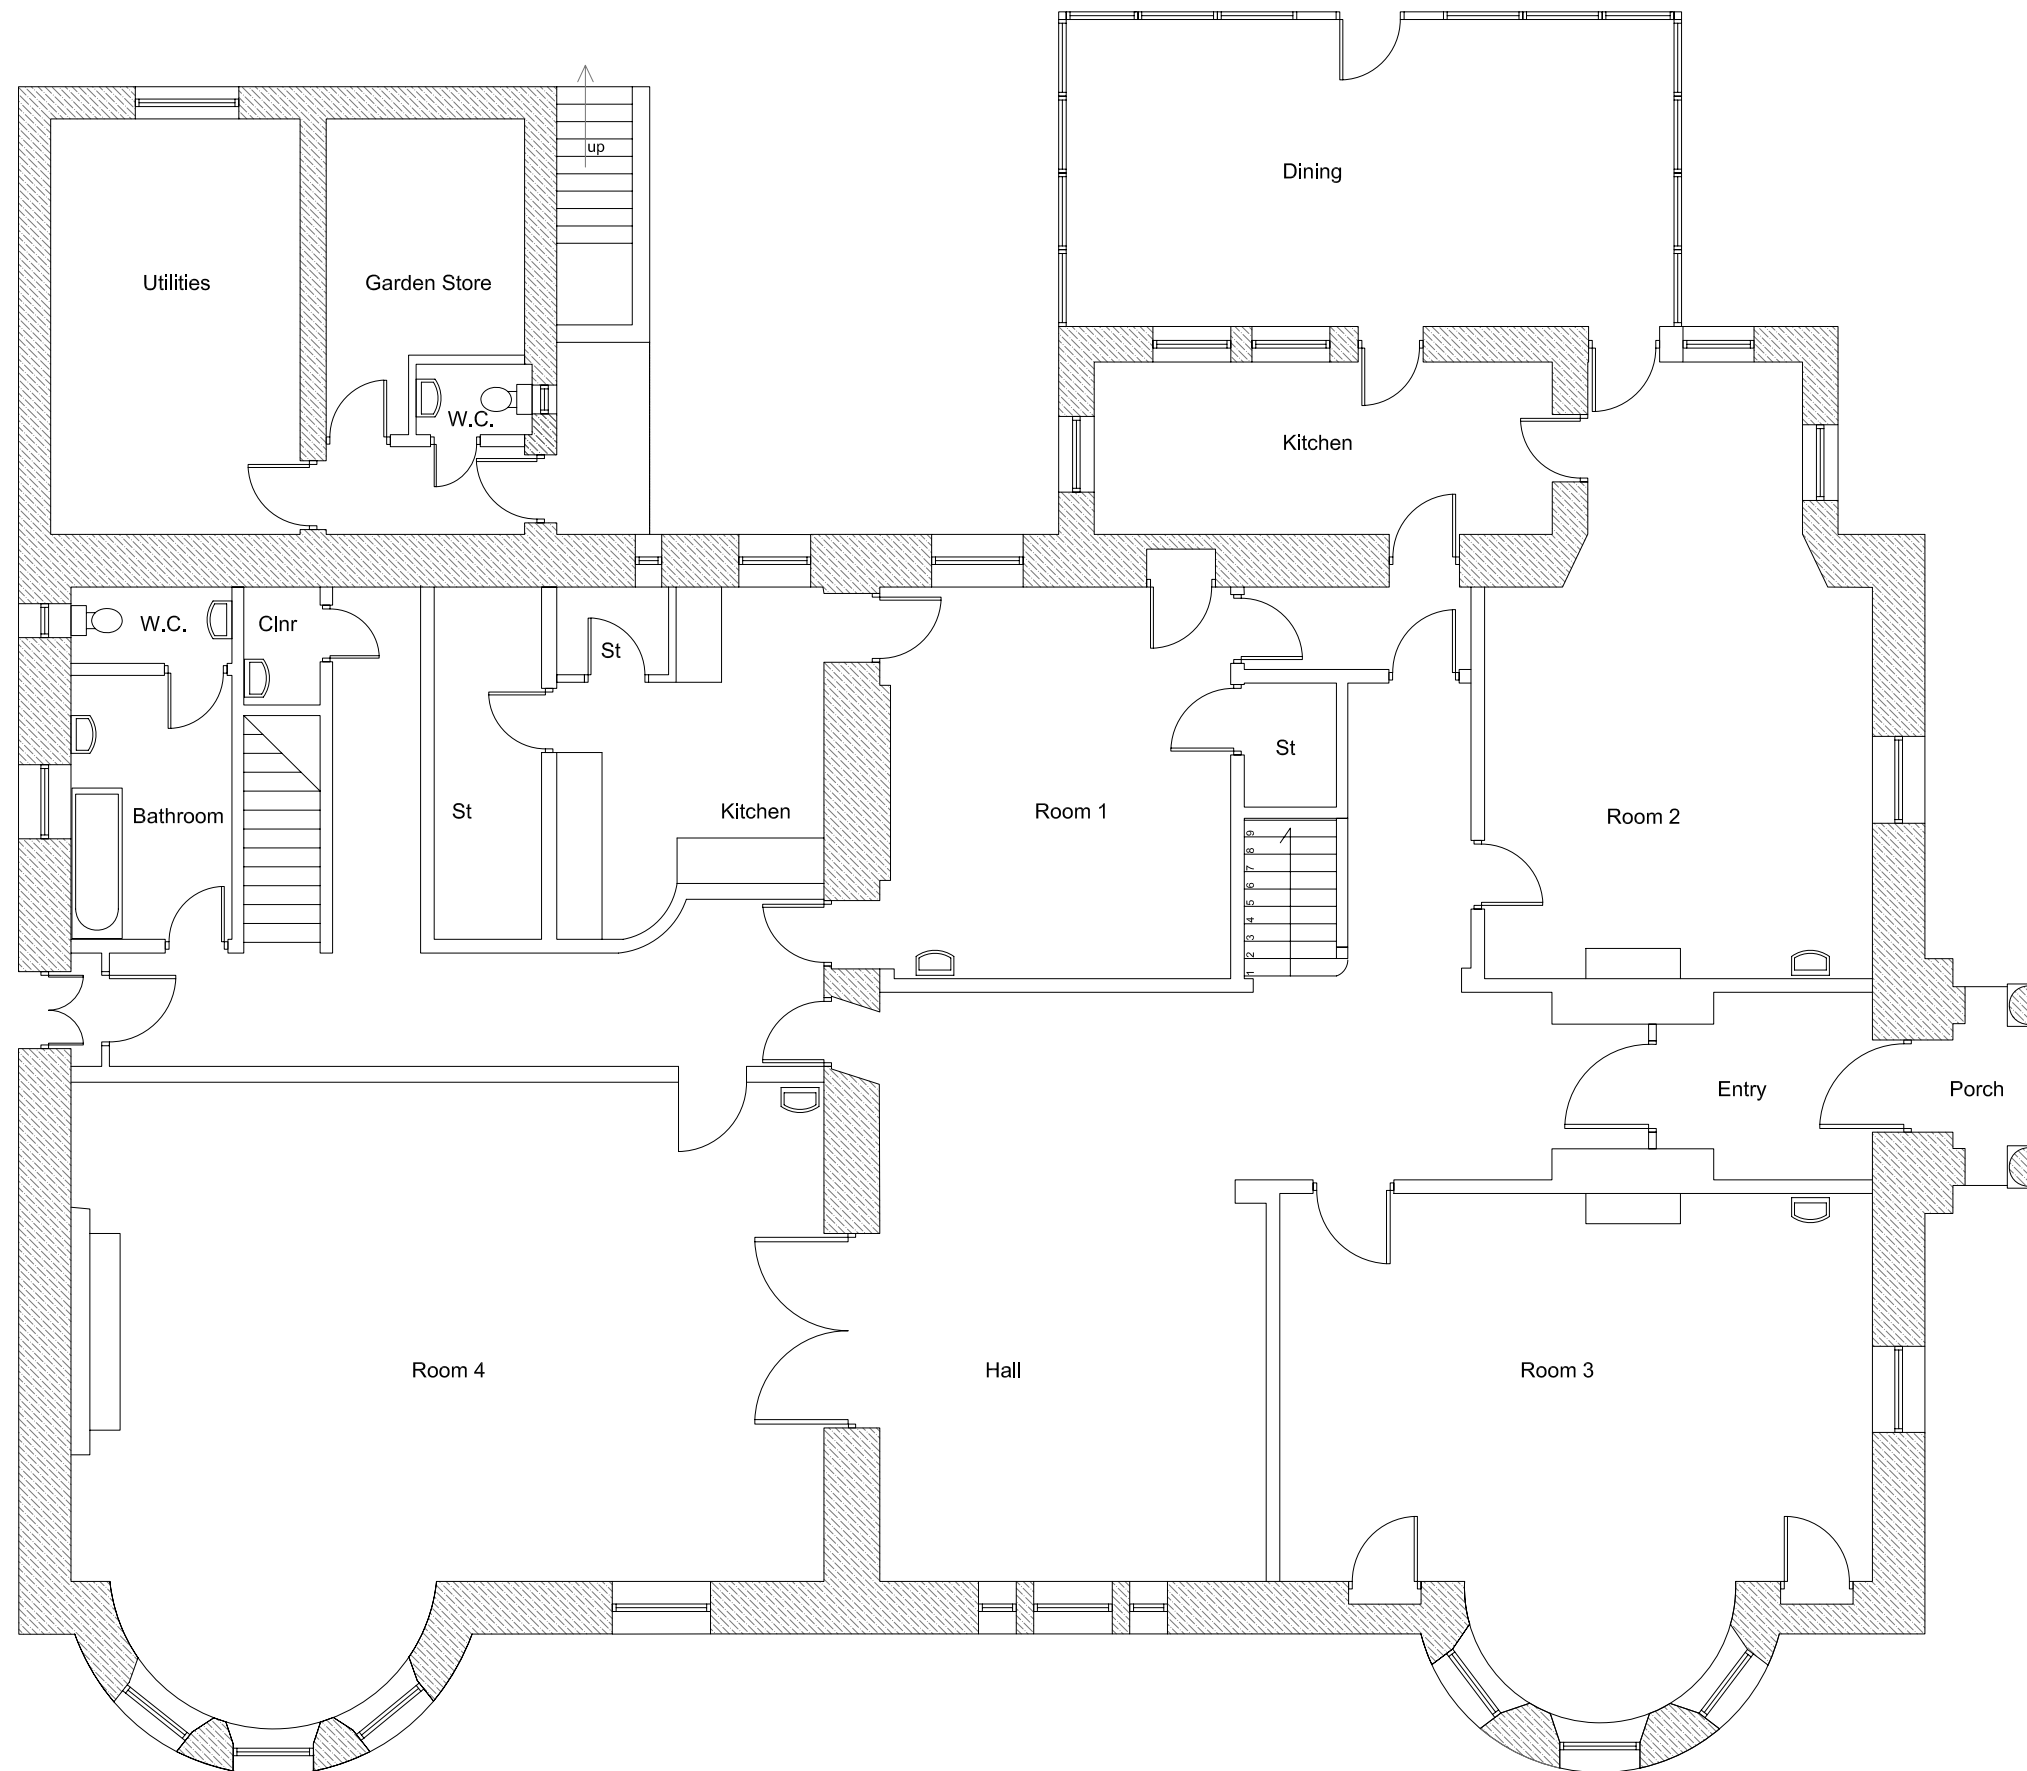 up
Dining
Utilities
Garden Store
W.C.
Kitchen
W.C.
Clnr
St
St
Kitchen
Bathroom
St
Room 1
Room 2
9
8
7
6
5
4
3
2
1
Entry
Porch
Room 4
Hall
Room 3